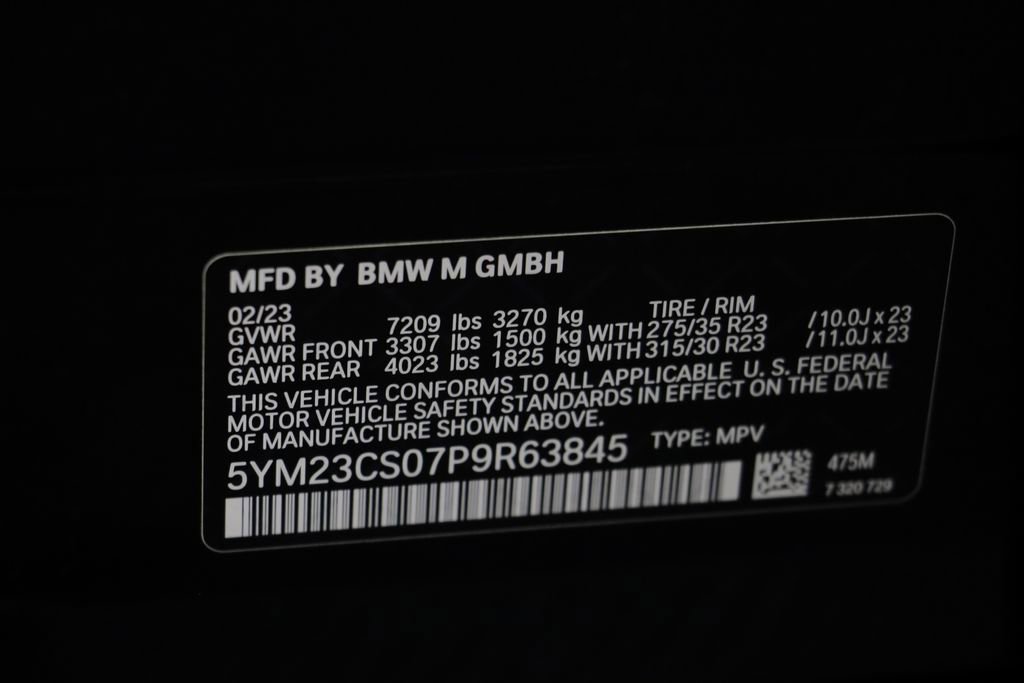 MFD BY BMW M GMBH
02/23 TIRE / RIM
GVWR 7209 lbs 3270 kg
GAWR FRONT 3307 lbs 1500 kg WITH 275/35 R23 /10.0J x 23
GAWR REAR 4023 lbs 1825 kg WITH 315/30 R23 /11.0J x 23
THIS VEHICLE CONFORMS TO ALL APPLICABLE U. S. FEDERAL
MOTOR VEHICLE SAFETY STANDARDS IN EFFECT ON THE DATE
OF MANUFACTURE SHOWN ABOVE.
5YM23CS07P9R63845 TYPE: MPV
475M
7 320 729